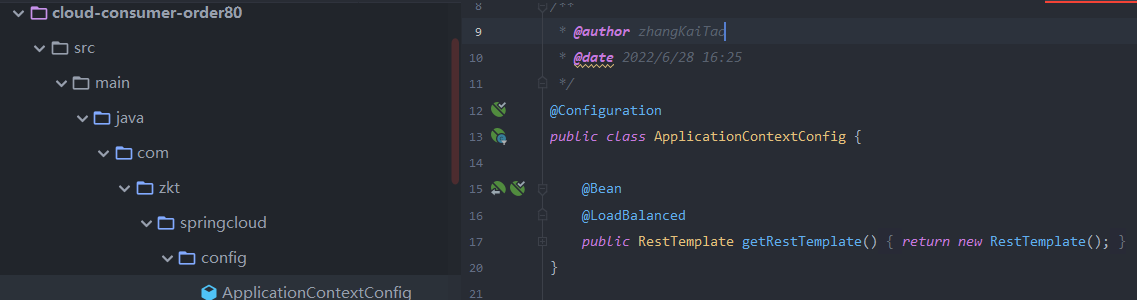 cloud-consumer-order80
src
main
java
com
zkt
springcloud
config
ApplicationContextConfig
8 /**
9 * @author zhangKaiTao
10 * @date 2022/6/28 16:25
11 */
12 @Configuration
13 public class ApplicationContextConfig {
14
15 @Bean
16 @LoadBalanced
17 public RestTemplate getRestTemplate() { return new RestTemplate(); }
20 }
21